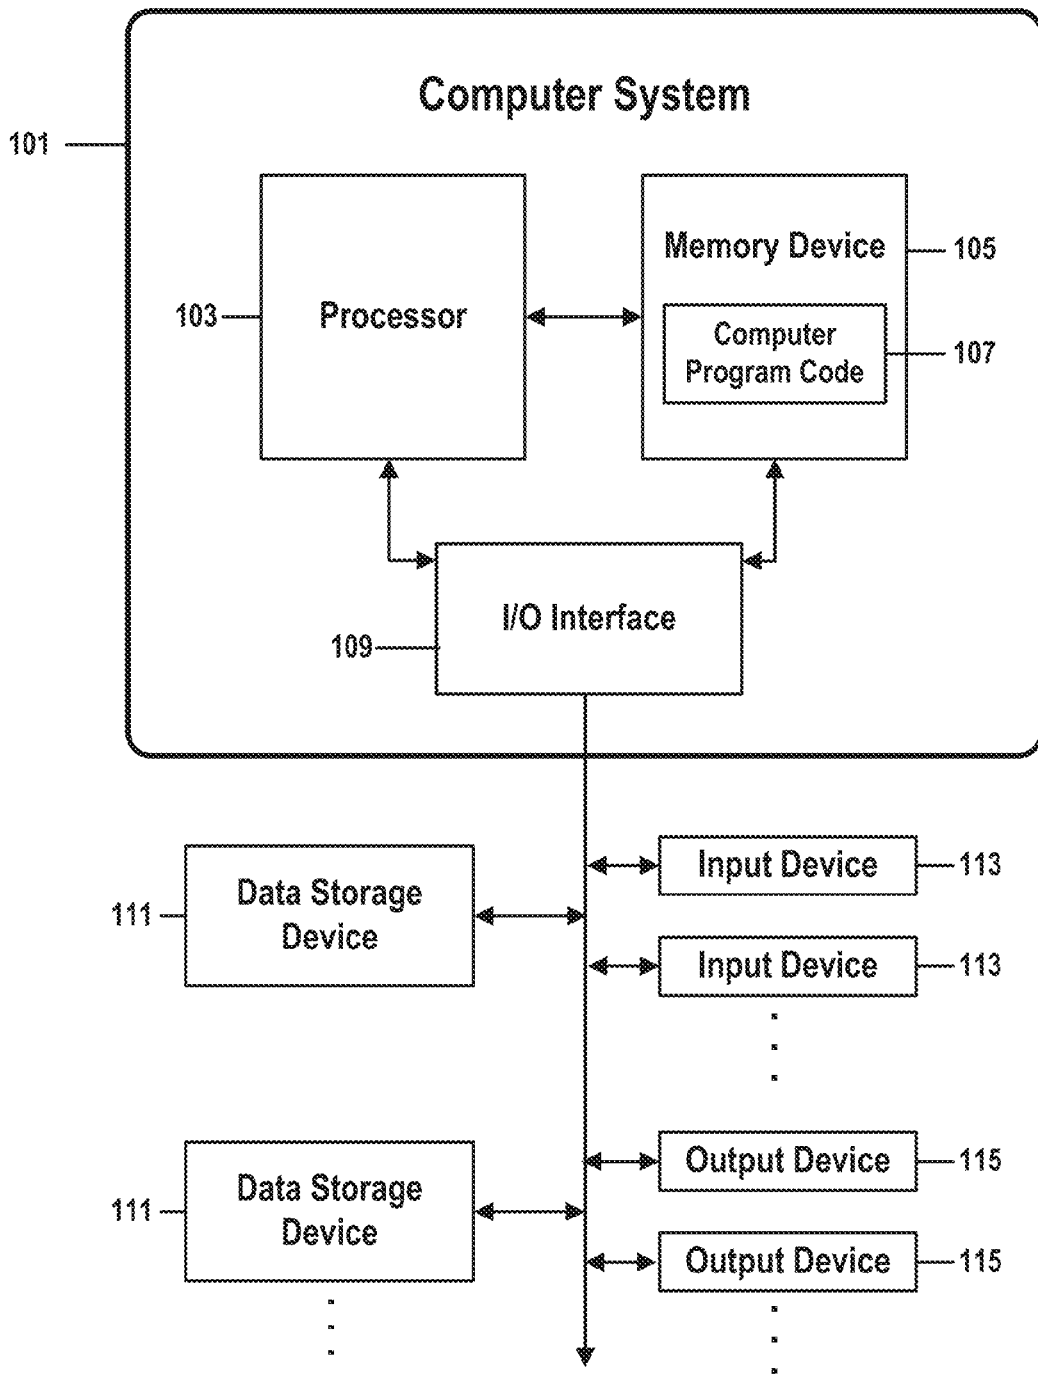 Computer System
101
Processor
103
Memory Device
105
Computer
Program Code
107
I/O Interface
109
Data Storage
Device
111
Input Device
113
Input Device
113
Data Storage
Device
111
Output Device
115
Output Device
115